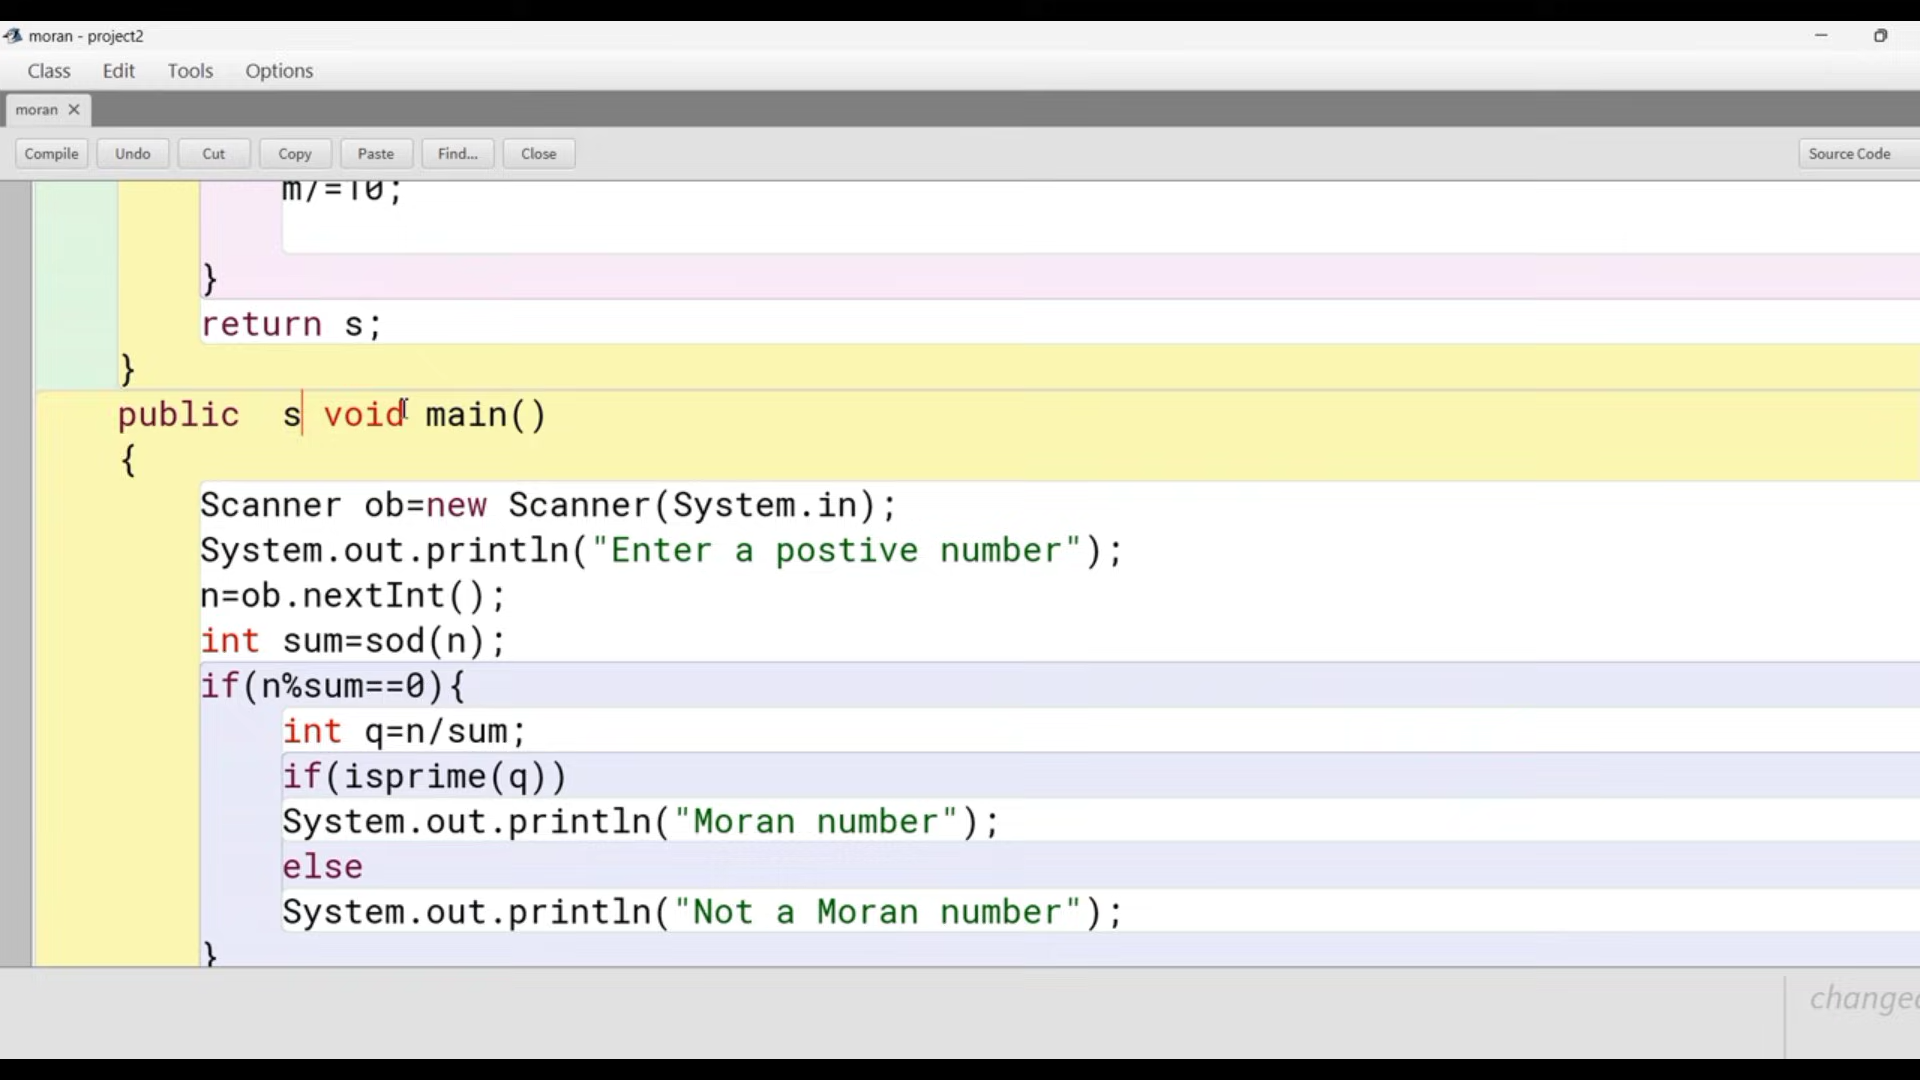 moran - project2
Class Edit Tools Options
moran
Compile Undo Cut Copy Paste Find... Close Source Code
m/=10;
}
return s;
}
public  s void main()
{
Scanner ob=new Scanner(System.in);
System.out.println("Enter a postive number");
n=ob.nextInt();
int sum=sod(n);
if(n%sum==0){
int q=n/sum;
if(isprime(q))
System.out.println("Moran number");
else
System.out.println("Not a Moran number");
}
changed